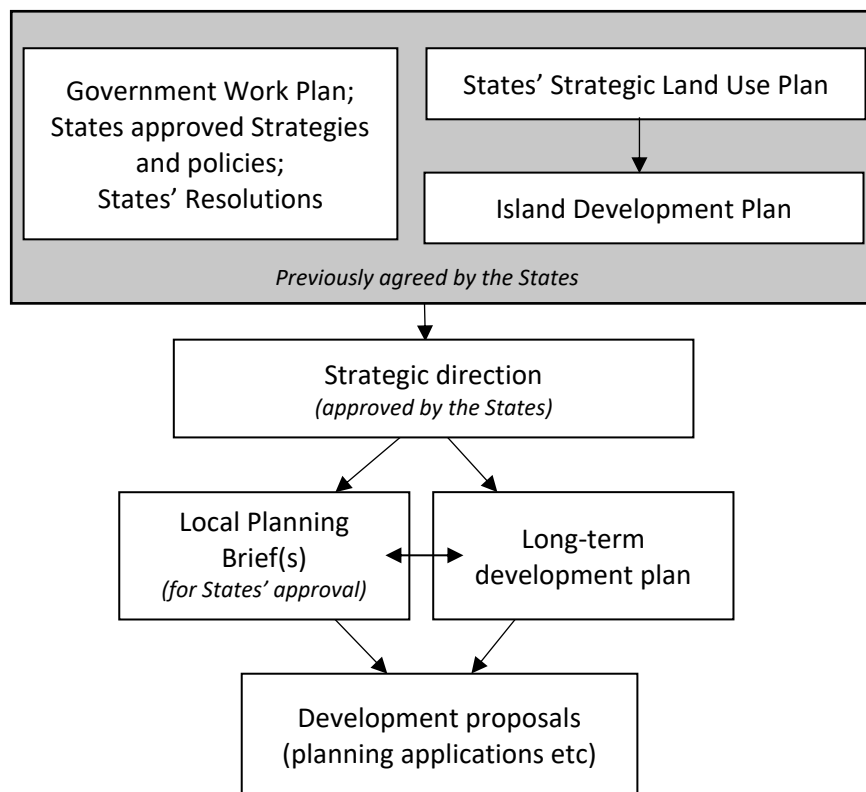 Government Work Plan;
States approved Strategies
and policies;
States’ Resolutions
States’ Strategic Land Use Plan
Island Development Plan
Previously agreed by the States
Strategic direction
(approved by the States)
Local Planning
Brief(s)
(for States’ approval)
Long-term
development plan
Development proposals
(planning applications etc)